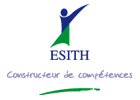 ESITH
Constructeur de compétences